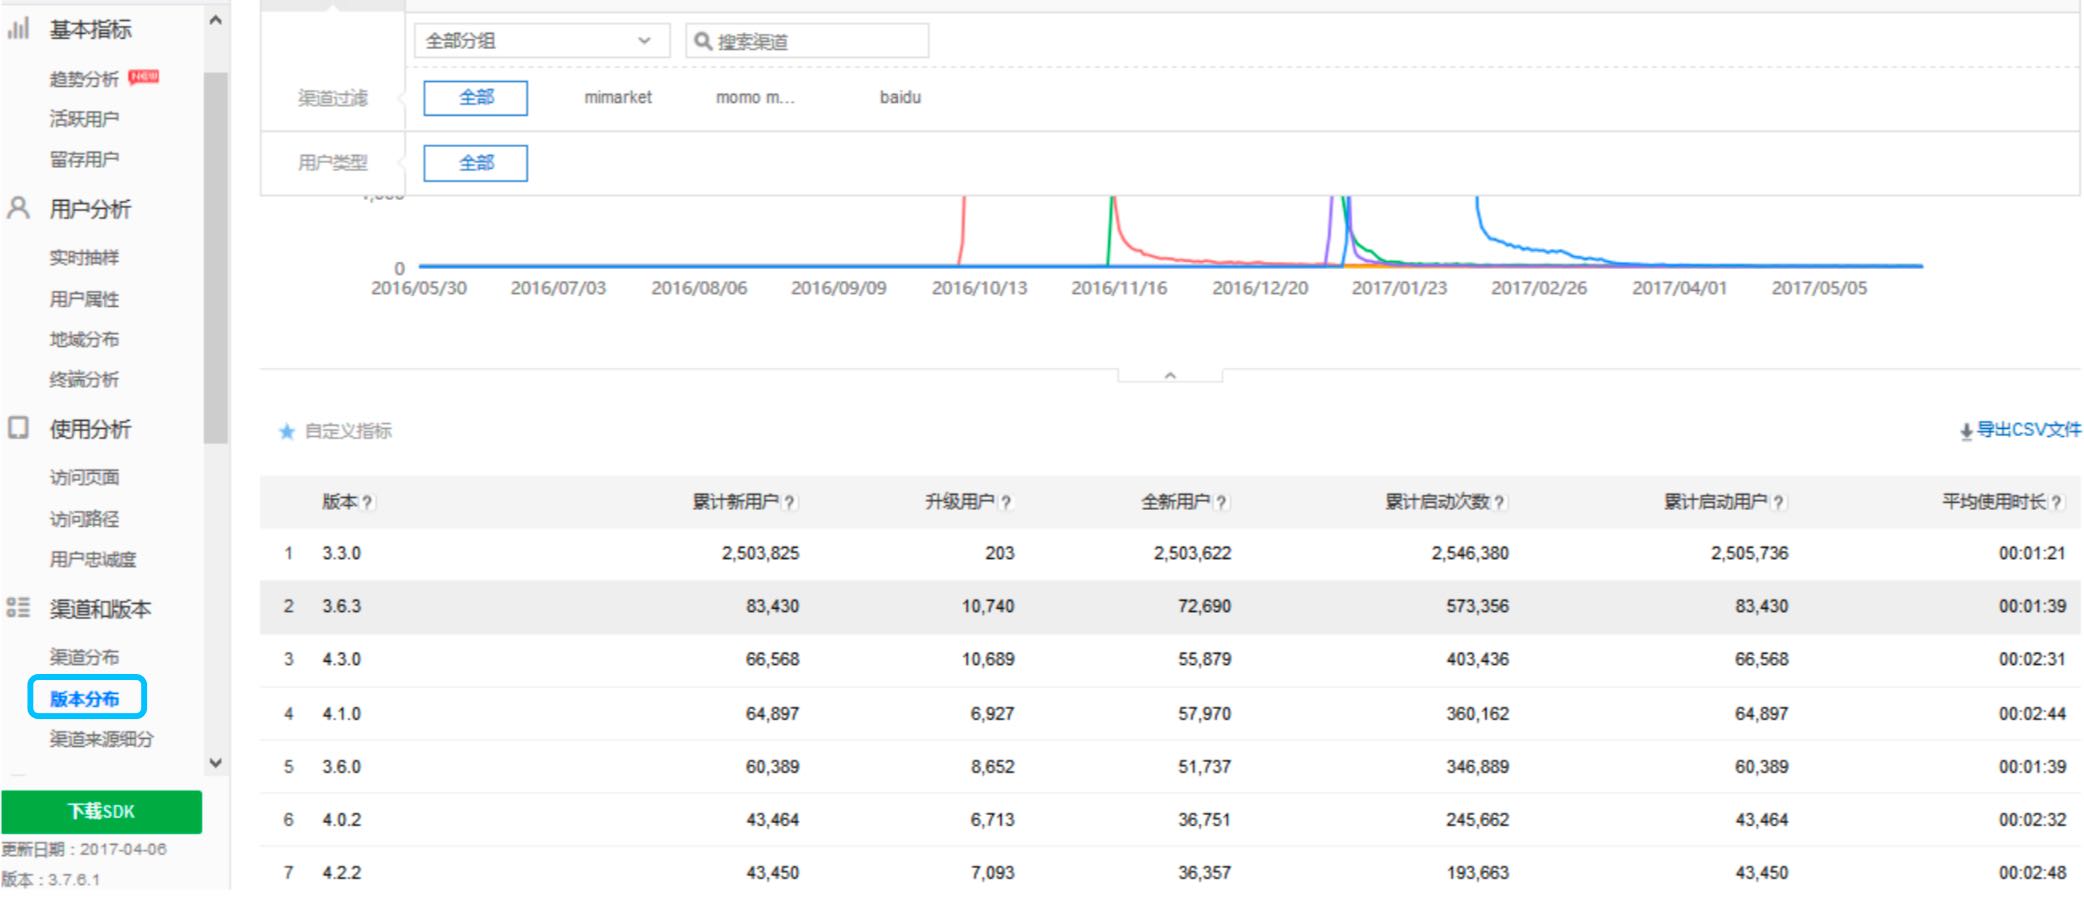 基本指标
趋势分析 NEW
活跃用户
留存用户
用户分析
实时抽样
用户属性
地域分布
终端分析
使用分析
访问页面
访问路径
用户忠诚度
渠道和版本
渠道分布
版本分布
渠道来源细分
下载SDK
更新日期：2017-04-06
版本：3.7.6.1
全部分组 搜索渠道
渠道过滤 全部 mimarket momo m... baidu
用户类型 全部
0
2016/05/30 2016/07/03 2016/08/06 2016/09/09 2016/10/13 2016/11/16 2016/12/20 2017/01/23 2017/02/26 2017/04/01 2017/05/05
自定义指标 导出CSV文件
版本? 累计新用户? 升级用户? 全新用户? 累计启动次数? 累计启动用户? 平均使用时长?
1 3.3.0 2,503,825 203 2,503,622 2,546,380 2,505,736 00:01:21
2 3.6.3 83,430 10,740 72,690 573,356 83,430 00:01:39
3 4.3.0 66,568 10,689 55,879 403,436 66,568 00:02:31
4 4.1.0 64,897 6,927 57,970 360,162 64,897 00:02:44
5 3.6.0 60,389 8,652 51,737 346,889 60,389 00:01:39
6 4.0.2 43,464 6,713 36,751 245,662 43,464 00:02:32
7 4.2.2 43,450 7,093 36,357 193,663 43,450 00:02:48